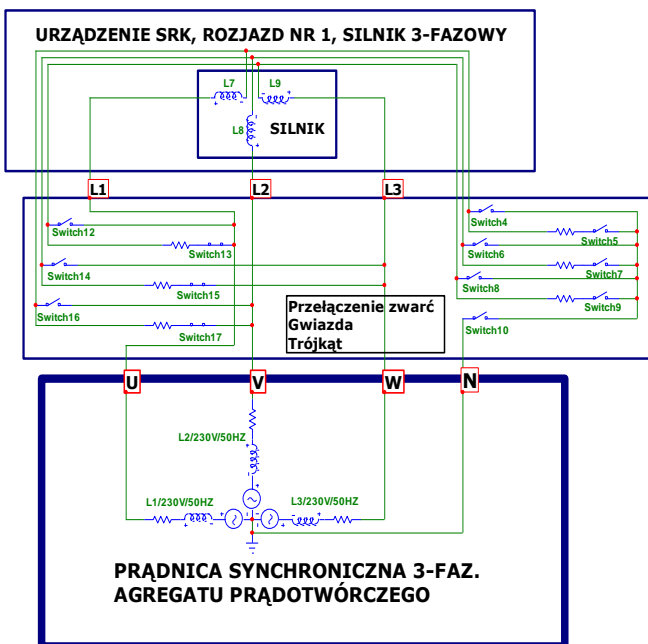 URZĄDZENIE SRK, ROZJAZD NR 1, SILNIK 3-FAZOWY
L7
L9
L8
SILNIK
L1
L2
L3
Switch12
Switch13
Switch14
Switch15
Switch16
Switch17
Switch4
Switch5
Switch6
Switch7
Switch8
Switch9
Switch10
Przełączenie zwarć
Gwiazda
Trójkąt
U
V
W
N
L2/230V/50HZ
L1/230V/50HZ
L3/230V/50HZ
PRĄDNICA SYNCHRONICZNA 3-FAZ.
AGREGATU PRĄDOTWÓRCZEGO